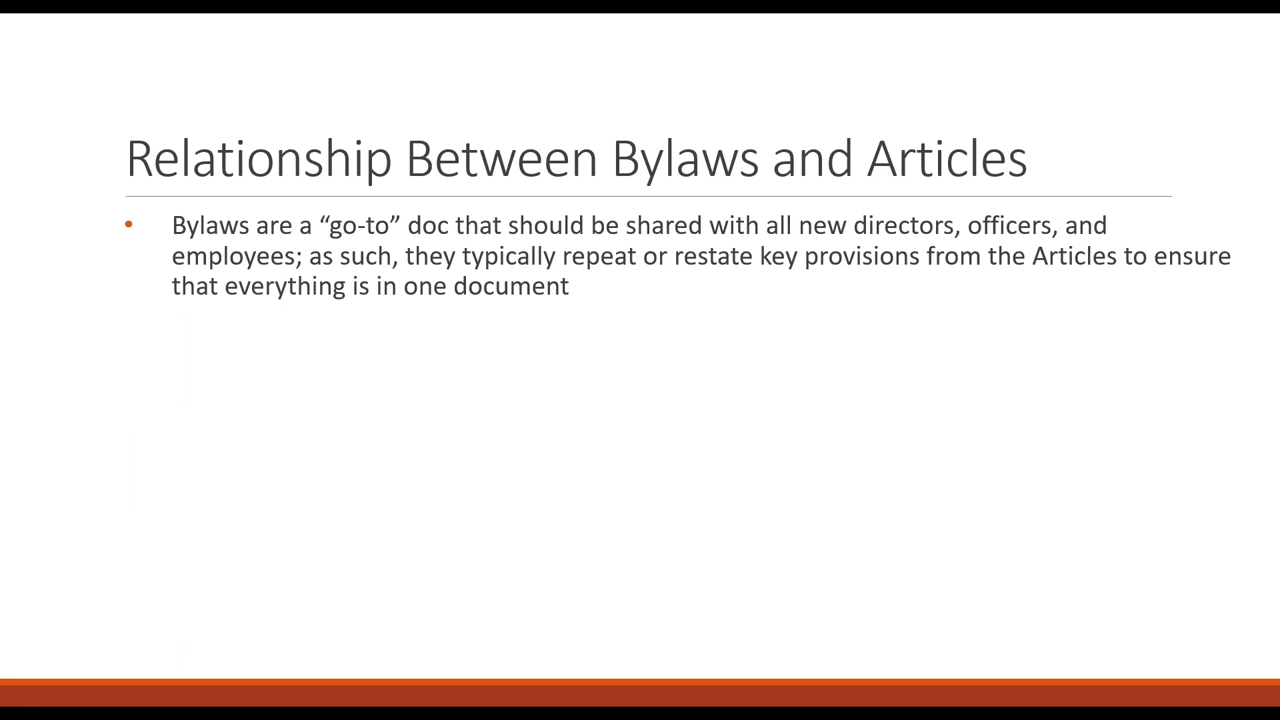 Relationship Between Bylaws and Articles
• Bylaws are a “go-to” doc that should be shared with all new directors, officers, and
employees; as such, they typically repeat or restate key provisions from the Articles to ensure
that everything is in one document